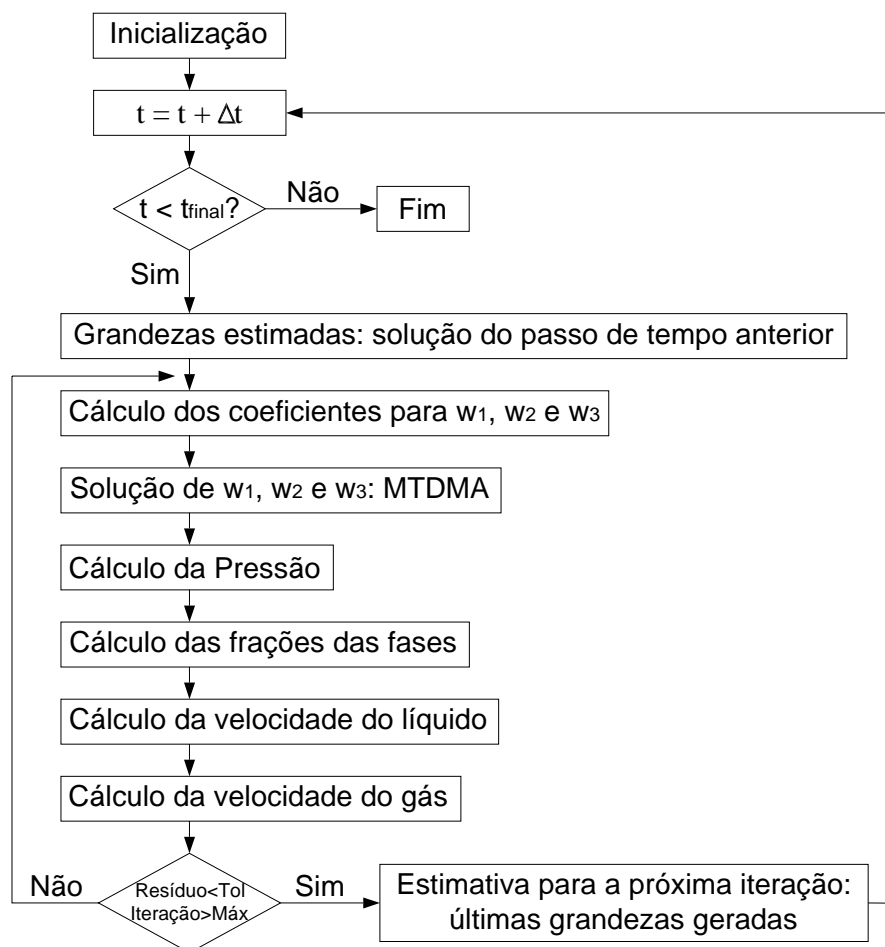 Inicialização
t = t + Δt
t < tfinal?
Não
Fim
Sim
Grandezas estimadas: solução do passo de tempo anterior
Cálculo dos coeficientes para w1, w2 e w3
Solução de w1, w2 e w3: MTDMA
Cálculo da Pressão
Cálculo das frações das fases
Cálculo da velocidade do líquido
Cálculo da velocidade do gás
Não
Resíduo<Tol
Iteração>Máx
Sim
Estimativa para a próxima iteração:
últimas grandezas geradas